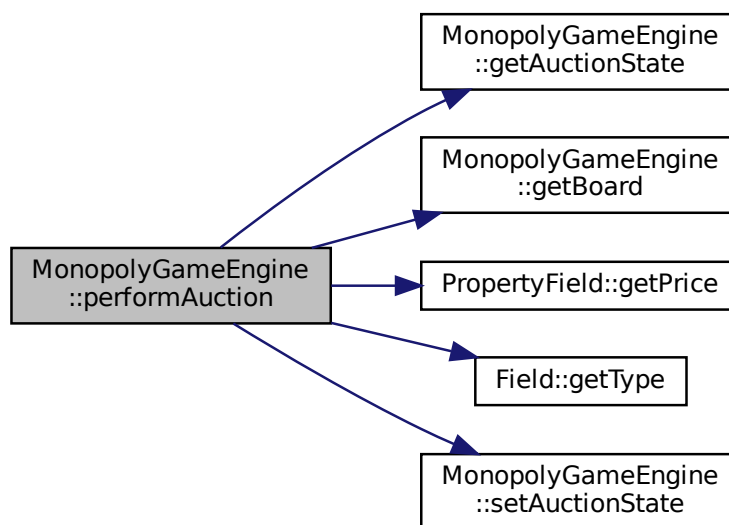 MonopolyGameEngine
::getAuctionState
MonopolyGameEngine
::getBoard
MonopolyGameEngine
::performAuction
PropertyField::getPrice
Field::getType
MonopolyGameEngine
::setAuctionState